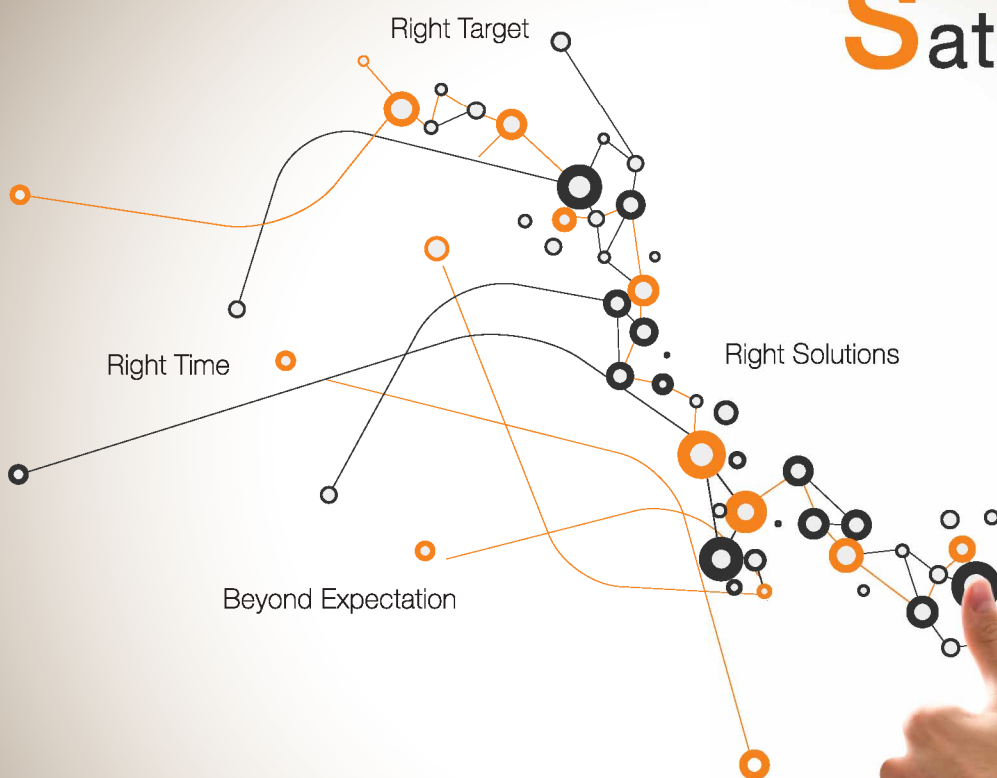 Right Target
Sat
Right Time
Right Solutions
Beyond Expectation